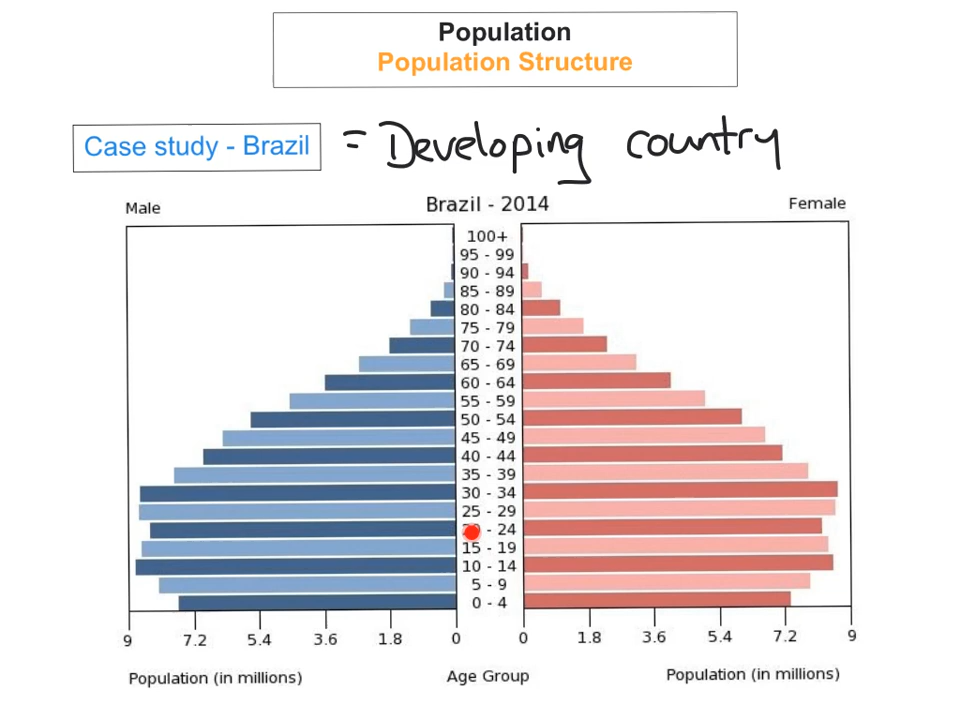 Population
Population Structure
Case study - Brazil = Developing country
Male
Brazil - 2014
Female
100+
95 - 99
90 - 94
85 - 89
80 - 84
75 - 79
70 - 74
65 - 69
60 - 64
55 - 59
50 - 54
45 - 49
40 - 44
35 - 39
30 - 34
25 - 29
- 24
15 - 19
10 - 14
5 - 9
0 - 4
9 7.2 5.4 3.6 1.8 0 0 1.8 3.6 5.4 7.2 9
Population (in millions) Age Group Population (in millions)